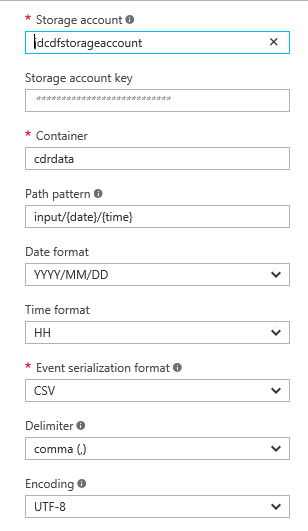 * Storage account
jdcdfstorageaccount
Storage account key
****************************
* Container
cdrdata
Path pattern
input/{date}/{time}
Date format
YYYY/MM/DD
Time format
HH
* Event serialization format
CSV
Delimiter
comma (,)
Encoding
UTF-8